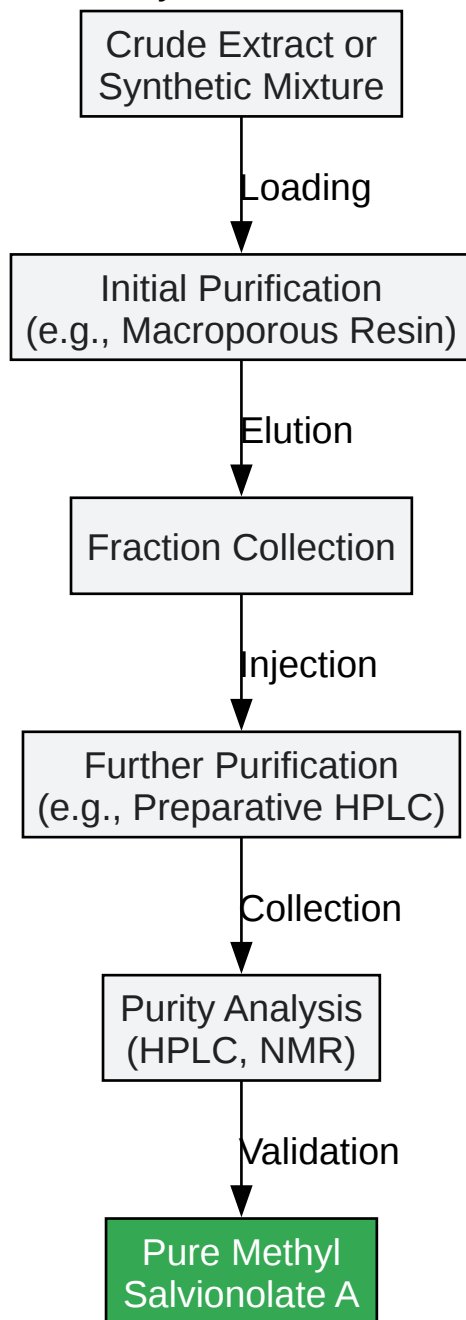 Crude Extract or
Synthetic Mixture
Loading
Initial Purification
(e.g., Macroporous Resin)
Elution
Fraction Collection
Injection
Further Purification
(e.g., Preparative HPLC)
Collection
Purity Analysis
(HPLC, NMR)
Validation
Pure Methyl
Salvionolate A